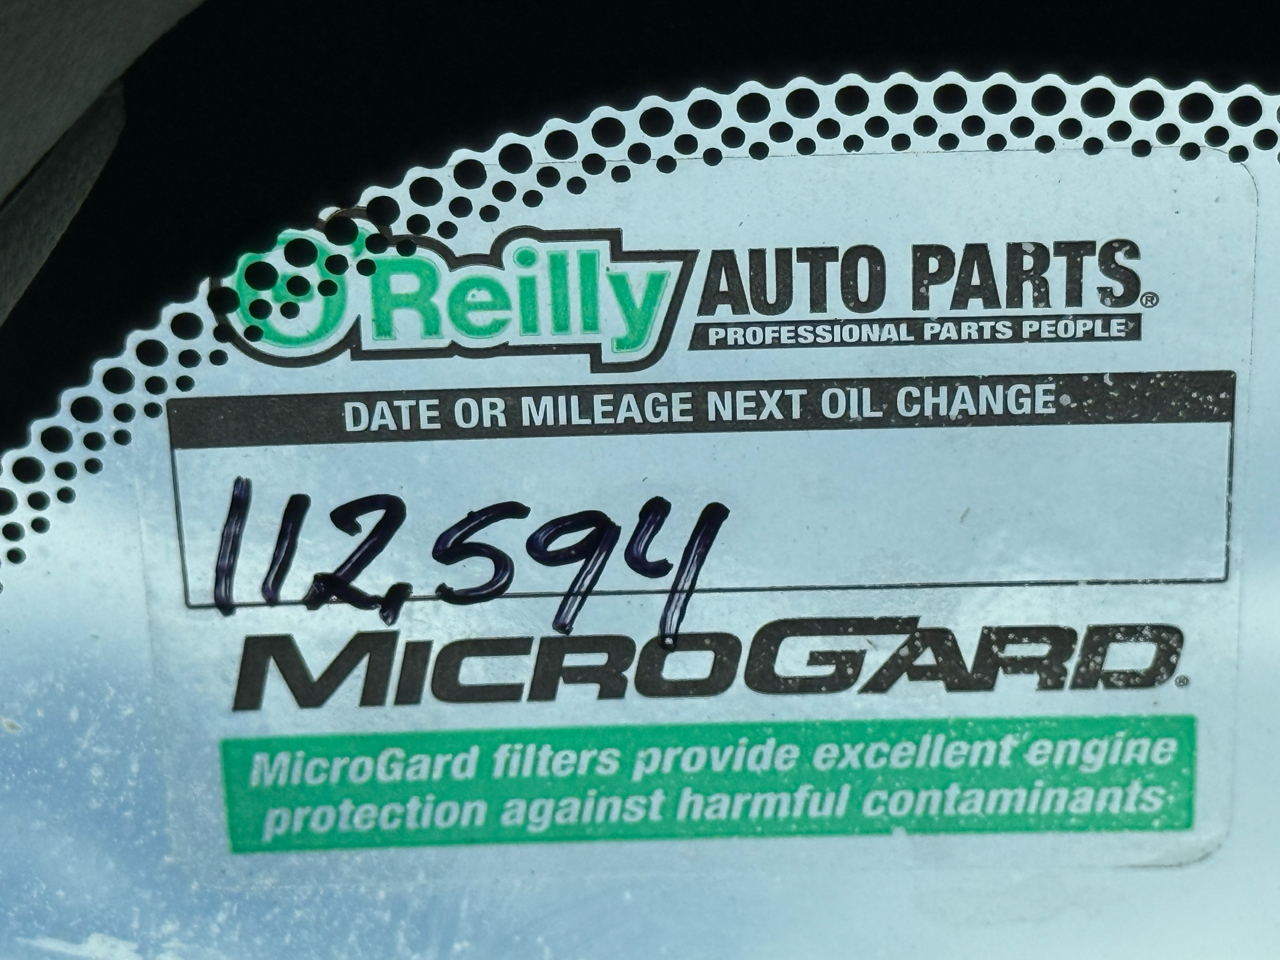 O'Reilly AUTO PARTS®
PROFESSIONAL PARTS PEOPLE
DATE OR MILEAGE NEXT OIL CHANGE
112,594
MICROGARD®
MicroGard filters provide excellent engine
protection against harmful contaminants